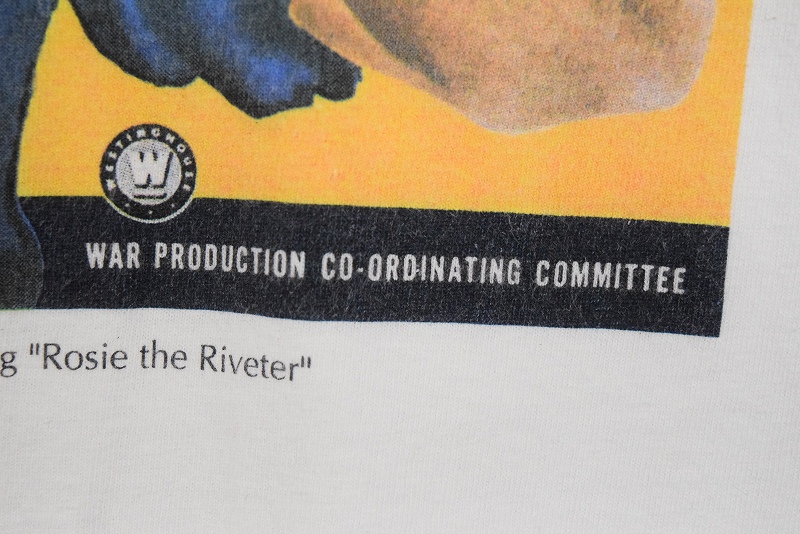 WESTINGHOUSE
W
WAR PRODUCTION CO-ORDINATING COMMITTEE
g "Rosie the Riveter"